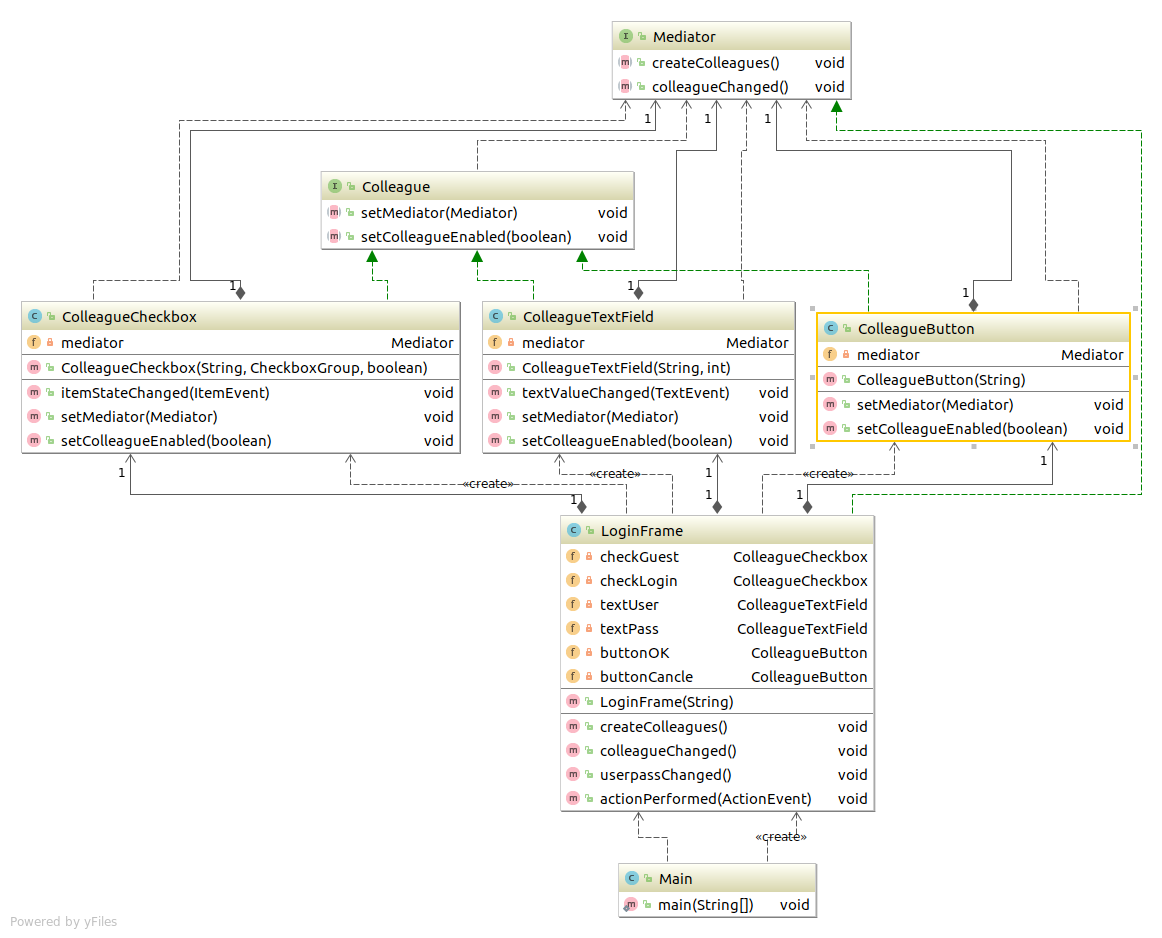 Mediator
createColleagues() void
colleagueChanged() void
1 1 1
Colleague
setMediator(Mediator) void
setColleagueEnabled(boolean) void
1 1 1
ColleagueCheckbox
mediator Mediator
ColleagueCheckbox(String, CheckboxGroup, boolean)
itemStateChanged(ItemEvent) void
setMediator(Mediator) void
setColleagueEnabled(boolean) void
ColleagueTextField
mediator Mediator
ColleagueTextField(String, int)
textValueChanged(TextEvent) void
setMediator(Mediator) void
setColleagueEnabled(boolean) void
ColleagueButton
mediator Mediator
ColleagueButton(String)
setMediator(Mediator) void
setColleagueEnabled(boolean) void
1 «create» 1 «create» 1
«create»
1 1 1
LoginFrame
checkGuest ColleagueCheckbox
checkLogin ColleagueCheckbox
textUser ColleagueTextField
textPass ColleagueTextField
buttonOK ColleagueButton
buttonCancle ColleagueButton
LoginFrame(String)
createColleagues() void
colleagueChanged() void
userpassChanged() void
actionPerformed(ActionEvent) void
«create»
Main
main(String[]) void
Powered by yFiles